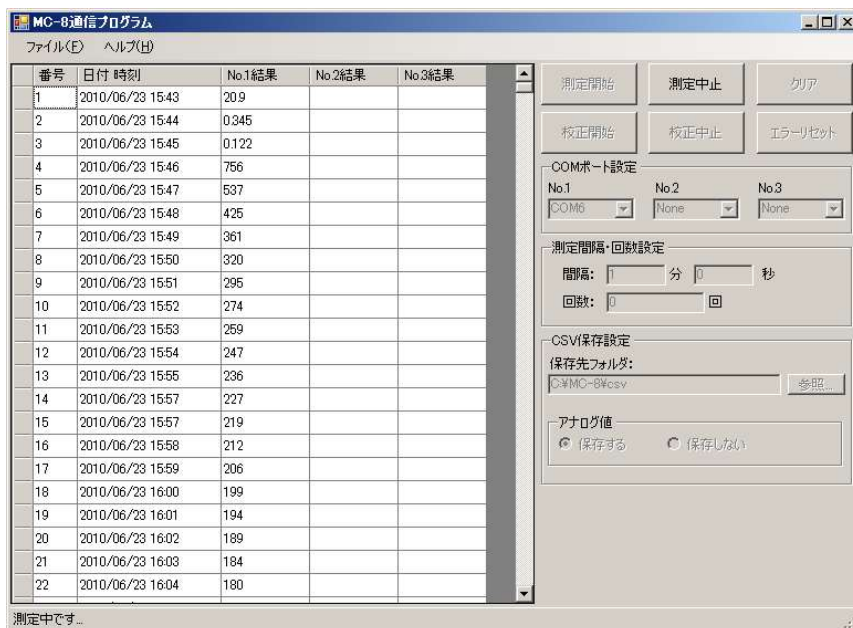 MC-8通信プログラム
ファイル(F) ヘルプ(H)
番号 日付 時刻 No.1結果 No.2結果 No.3結果
1 2010/06/23 15:43 20.9
2 2010/06/23 15:44 0.345
3 2010/06/23 15:45 0.122
4 2010/06/23 15:46 756
5 2010/06/23 15:47 537
6 2010/06/23 15:48 425
7 2010/06/23 15:49 361
8 2010/06/23 15:50 320
9 2010/06/23 15:51 295
10 2010/06/23 15:52 274
11 2010/06/23 15:53 259
12 2010/06/23 15:54 247
13 2010/06/23 15:55 236
14 2010/06/23 15:57 227
15 2010/06/23 15:57 219
16 2010/06/23 15:58 212
17 2010/06/23 15:59 206
18 2010/06/23 16:00 199
19 2010/06/23 16:01 194
20 2010/06/23 16:02 189
21 2010/06/23 16:03 184
22 2010/06/23 16:04 180
測定開始 測定中止 クリア
校正開始 校正中止 エラーリセット
COMポート設定
No.1 No.2 No.3
COM6 None None
測定間隔・回数設定
間隔: 1 分 0 秒
回数: 0 回
CSV保存設定
保存先フォルダ:
C:¥MC-8¥csv 参照...
アナログ値
保存する 保存しない
測定中です...